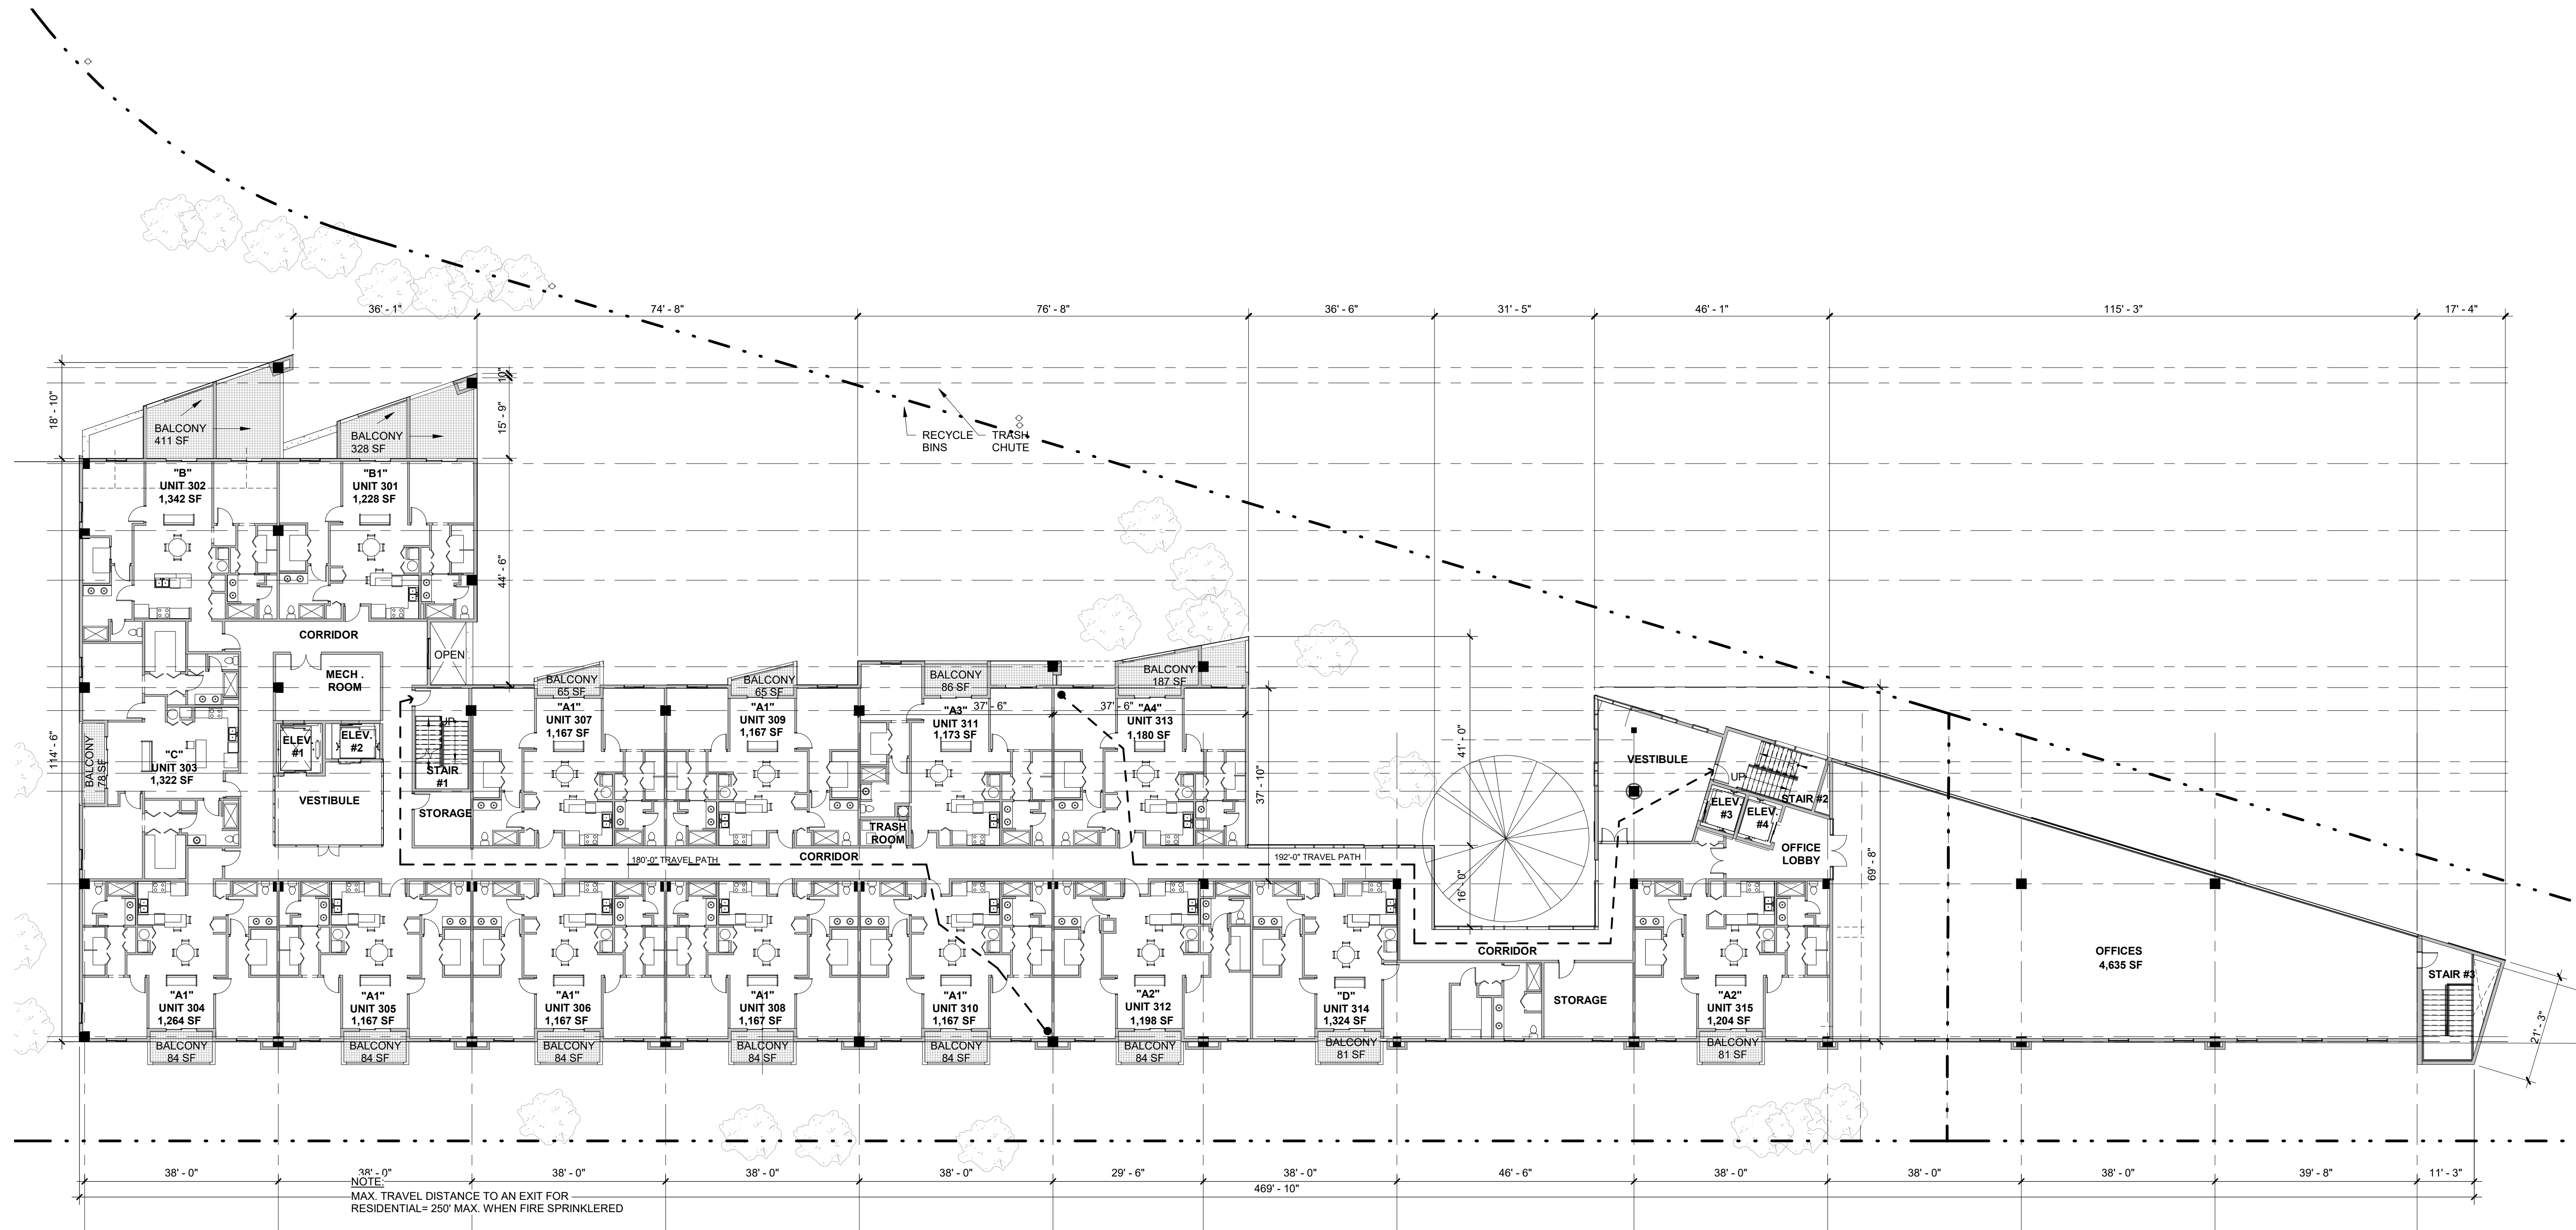 36' - 1"
74' - 8"
76' - 8"
36' - 6"
31' - 5"
46' - 1"
115' - 3"
17' - 4"
18' - 10"
10"
15' - 9"
44' - 6"
114' - 6"
BALCONY
411 SF
BALCONY
328 SF
RECYCLE
BINS
TRASH
CHUTE
"B"
UNIT 302
1,342 SF
"B1"
UNIT 301
1,228 SF
CORRIDOR
OPEN
MECH .
ROOM
ELEV.
#1
ELEV.
#2
VESTIBULE
BALCONY
78 SF
"C"
UNIT 303
1,322 SF
UP
STAIR
#1
STORAGE
BALCONY
65 SF
"A1"
UNIT 307
1,167 SF
BALCONY
65 SF
"A1"
UNIT 309
1,167 SF
BALCONY
86 SF
"A3"
37' - 6"
UNIT 311
1,173 SF
BALCONY
187 SF
37' - 6"
"A4"
UNIT 313
1,180 SF
TRASH
ROOM
37' - 10"
41' - 0"
16' - 0"
VESTIBULE
UP
STAIR #2
ELEV.
#3
ELEV.
#4
OFFICE
LOBBY
69' - 8"
180'-0" TRAVEL PATH
CORRIDOR
192'-0" TRAVEL PATH
CORRIDOR
STORAGE
OFFICES
4,635 SF
STAIR #3
21' - 3"
"A1"
UNIT 304
1,264 SF
BALCONY
84 SF
"A1"
UNIT 305
1,167 SF
BALCONY
84 SF
"A1"
UNIT 306
1,167 SF
BALCONY
84 SF
"A1"
UNIT 308
1,167 SF
BALCONY
84 SF
"A1"
UNIT 310
1,167 SF
BALCONY
84 SF
"A2"
UNIT 312
1,198 SF
BALCONY
84 SF
"D"
UNIT 314
1,324 SF
BALCONY
81 SF
"A2"
UNIT 315
1,204 SF
BALCONY
81 SF
38' - 0"
38' - 0"
38' - 0"
38' - 0"
38' - 0"
29' - 6"
38' - 0"
46' - 6"
38' - 0"
38' - 0"
38' - 0"
39' - 8"
11' - 3"
469' - 10"
NOTE:
MAX. TRAVEL DISTANCE TO AN EXIT FOR
RESIDENTIAL= 250' MAX. WHEN FIRE SPRINKLERED